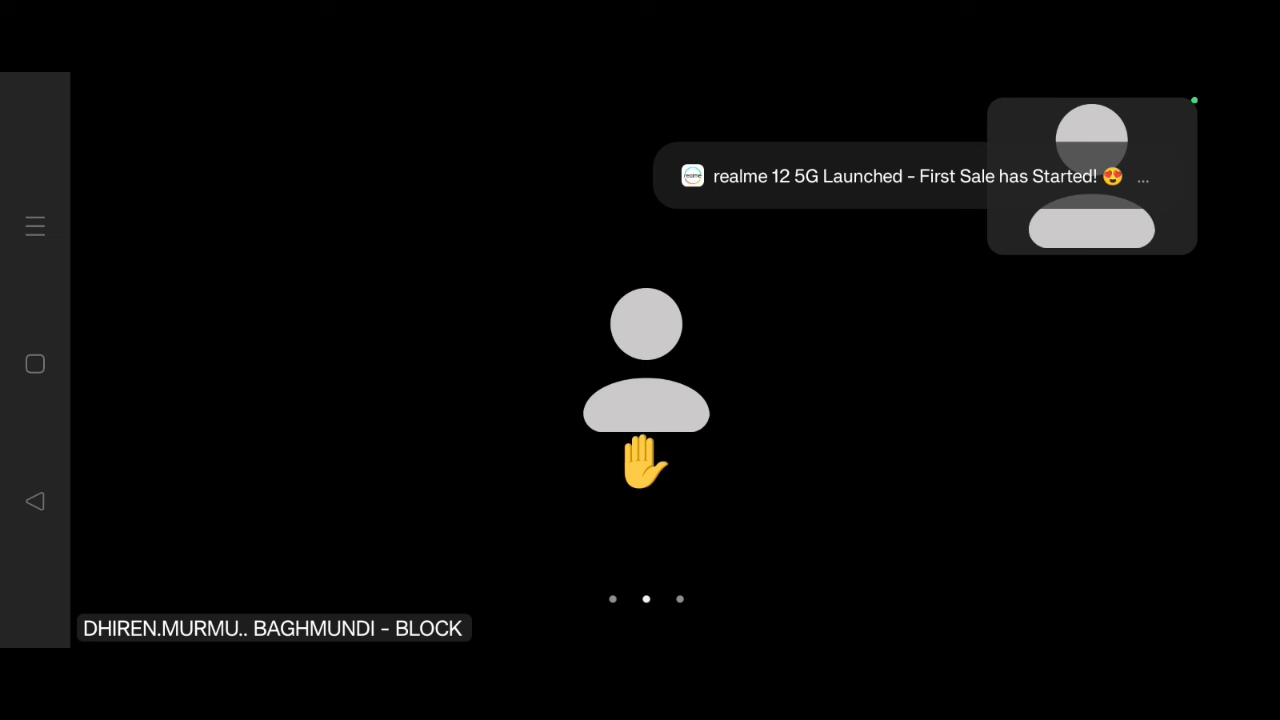 realme 12 5G Launched - First Sale has Started! 😍 ...
DHIREN.MURMU.. BAGHMUNDI - BLOCK